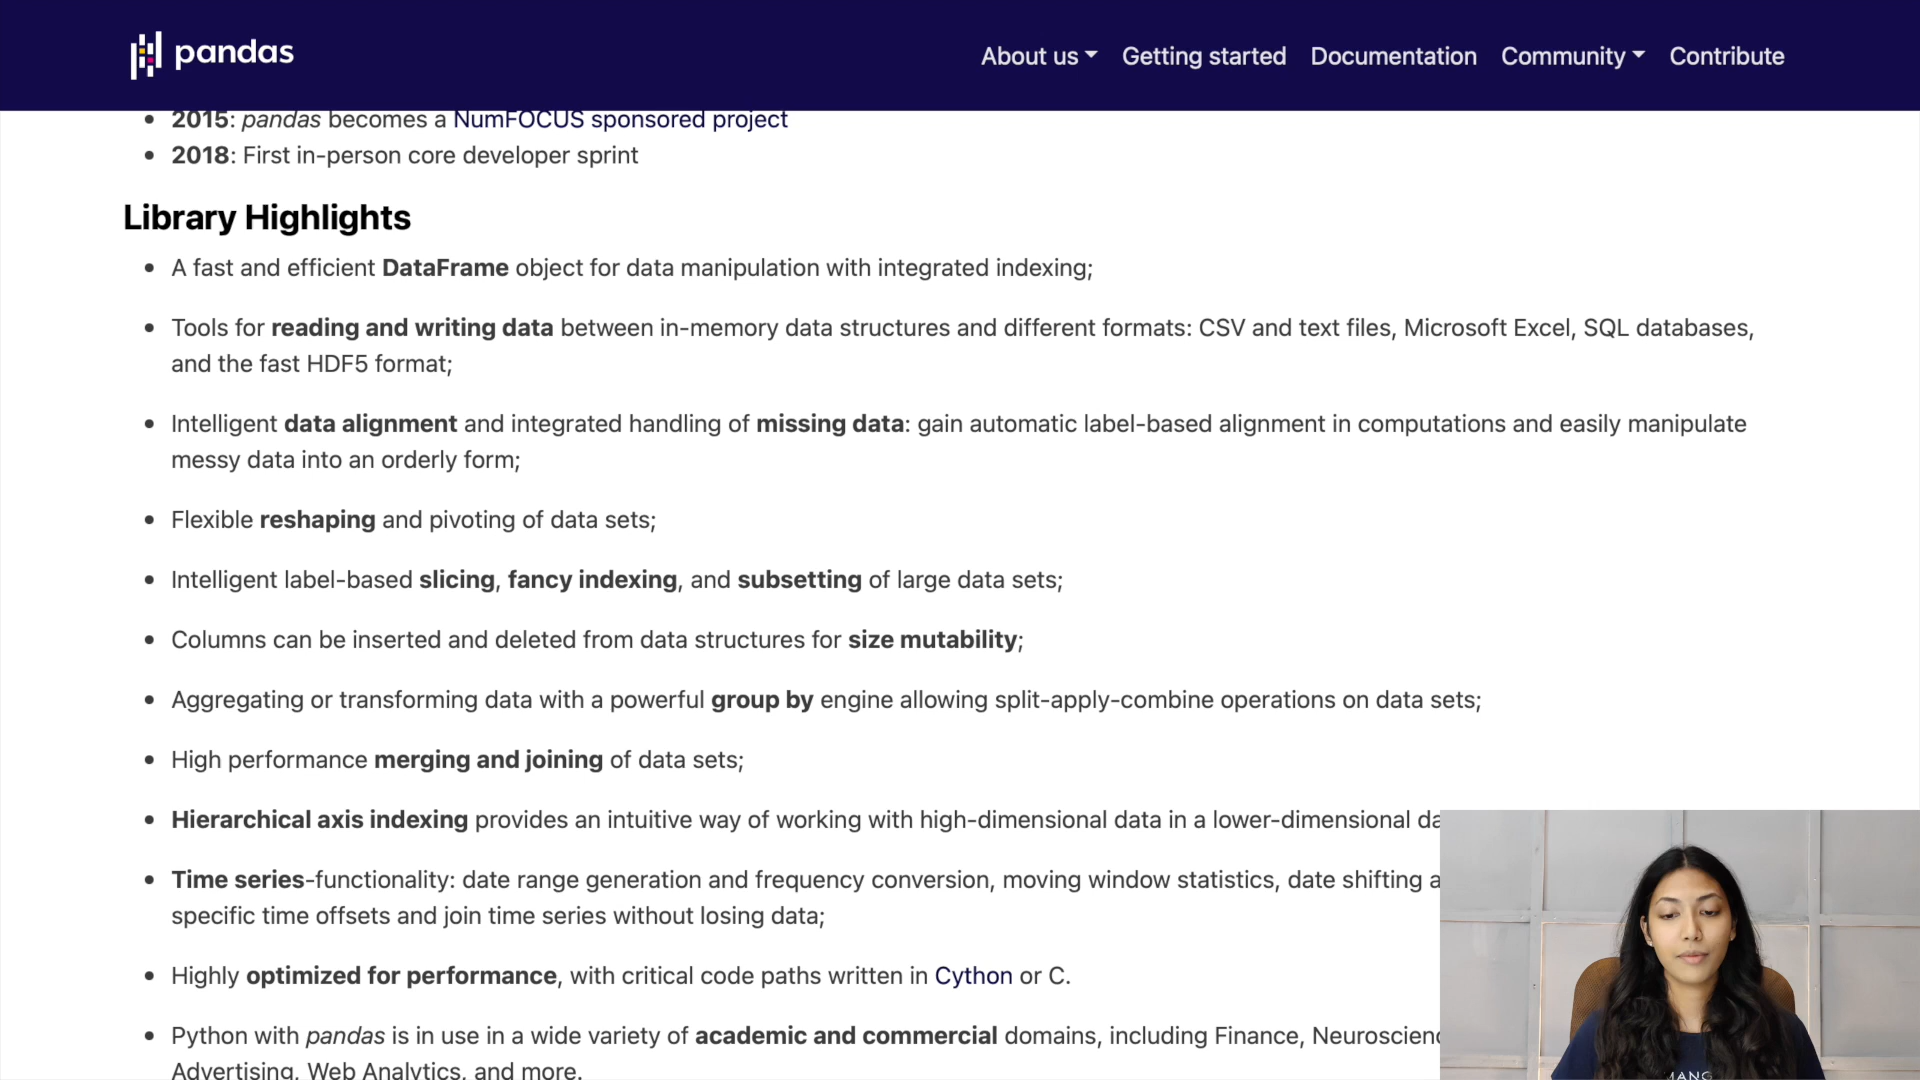 pandas
About us Getting started Documentation Community Contribute
2015: pandas becomes a NumFOCUS sponsored project
2018: First in-person core developer sprint
Library Highlights
A fast and efficient DataFrame object for data manipulation with integrated indexing;
Tools for reading and writing data between in-memory data structures and different formats: CSV and text files, Microsoft Excel, SQL databases,
and the fast HDF5 format;
Intelligent data alignment and integrated handling of missing data: gain automatic label-based alignment in computations and easily manipulate
messy data into an orderly form;
Flexible reshaping and pivoting of data sets;
Intelligent label-based slicing, fancy indexing, and subsetting of large data sets;
Columns can be inserted and deleted from data structures for size mutability;
Aggregating or transforming data with a powerful group by engine allowing split-apply-combine operations on data sets;
High performance merging and joining of data sets;
Hierarchical axis indexing provides an intuitive way of working with high-dimensional data in a lower-dimensional
Time series-functionality: date range generation and frequency conversion, moving window statistics, date shifting
specific time offsets and join time series without losing data;
Highly optimized for performance, with critical code paths written in Cython or C.
Python with pandas is in use in a wide variety of academic and commercial domains, including Finance,
Advertising, Web Analytics, and more.